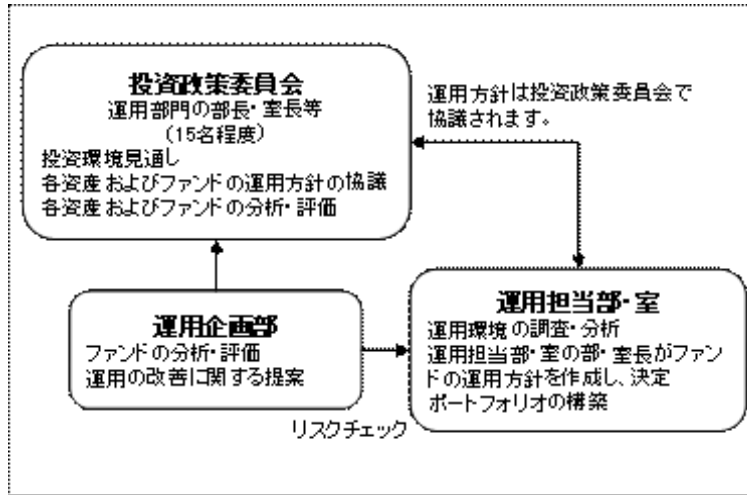 投資政策委員会
運用部門の部長・室長等
(15名程度)
投資環境見通し
各資産およびファンドの運用方針の協議
各資産およびファンドの分析・評価
運用方針は投資政策委員会で
協議されます。
運用企画部
ファンドの分析・評価
運用の改善に関する提案
リスクチェック
運用担当部・室
運用環境の調査・分析
運用担当部・室の部・室長がファン
ドの運用方針を作成し、決定
ポートフォリオの構築